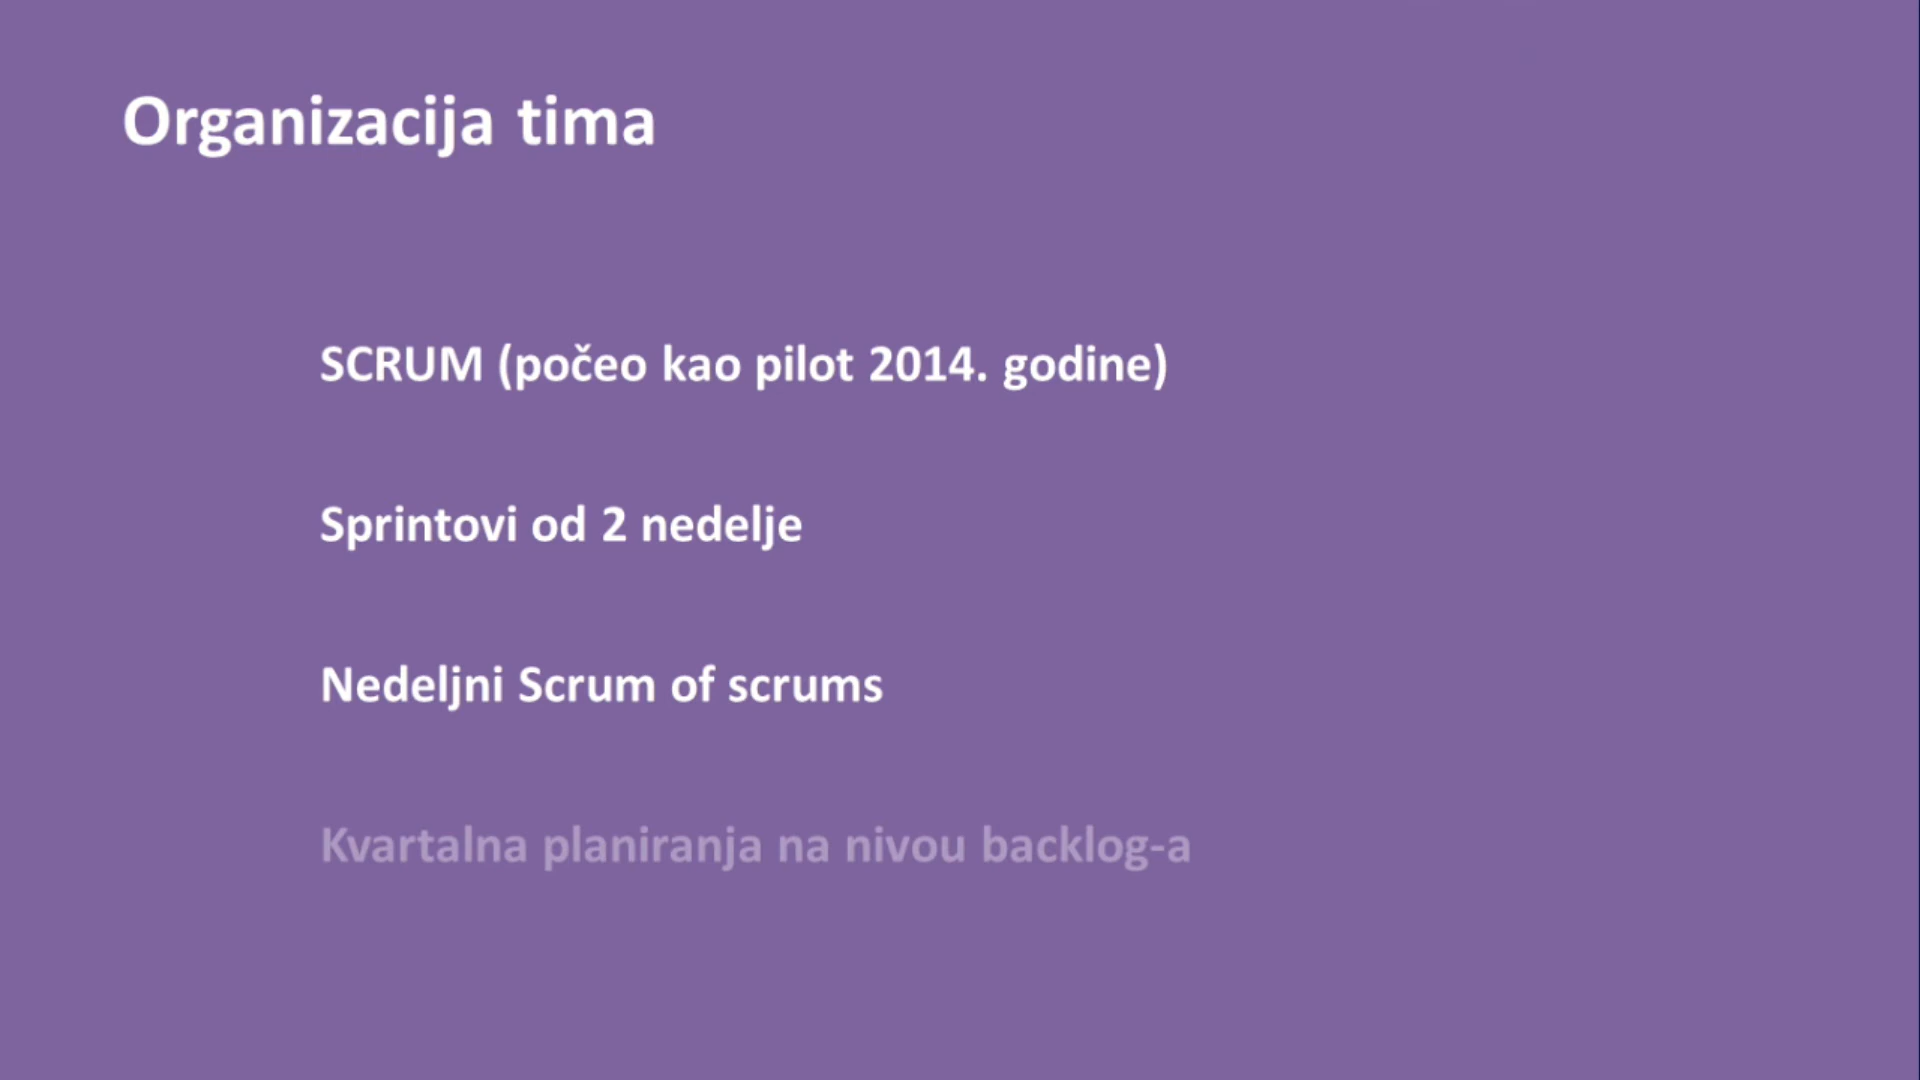 Organizacija tima
SCRUM (počeo kao pilot 2014. godine)
Sprintovi od 2 nedelje
Nedeljni Scrum of scrums
Kvartalna planiranja na nivou backlog-a